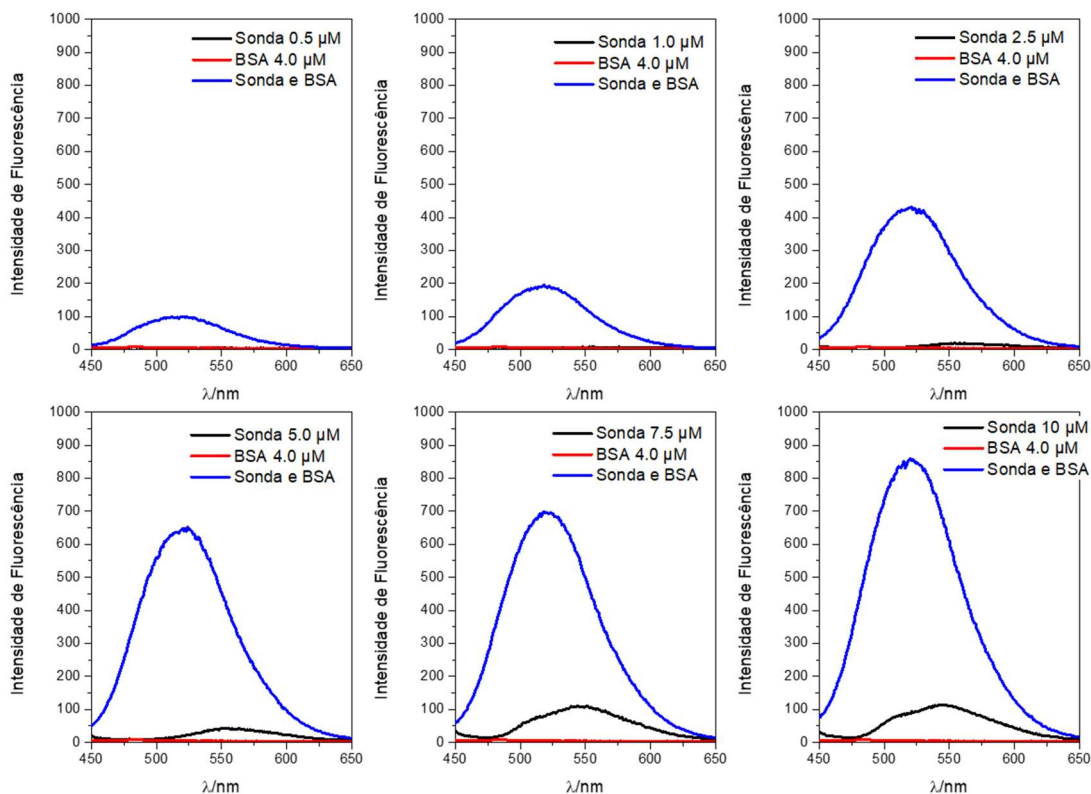 Intensidade de Fluorescência
1000
900
800
700
600
500
400
300
200
100
0
Sonda 0.5 µM
BSA 4.0 µM
Sonda e BSA
450 500 550 600 650
λ/nm
Intensidade de Fluorescência
1000
900
800
700
600
500
400
300
200
100
0
Sonda 1.0 µM
BSA 4.0 µM
Sonda e BSA
450 500 550 600 650
λ/nm
Intensidade de Fluorescência
1000
900
800
700
600
500
400
300
200
100
0
Sonda 2.5 µM
BSA 4.0 µM
Sonda e BSA
450 500 550 600 650
λ/nm
Intensidade de Fluorescência
1000
900
800
700
600
500
400
300
200
100
0
Sonda 5.0 µM
BSA 4.0 µM
Sonda e BSA
450 500 550 600 650
λ/nm
Intensidade de Fluorescência
1000
900
800
700
600
500
400
300
200
100
0
Sonda 7.5 µM
BSA 4.0 µM
Sonda e BSA
450 500 550 600 650
λ/nm
Intensidade de Fluorescência
1000
900
800
700
600
500
400
300
200
100
0
Sonda 10 µM
BSA 4.0 µM
Sonda e BSA
450 500 550 600 650
λ/nm